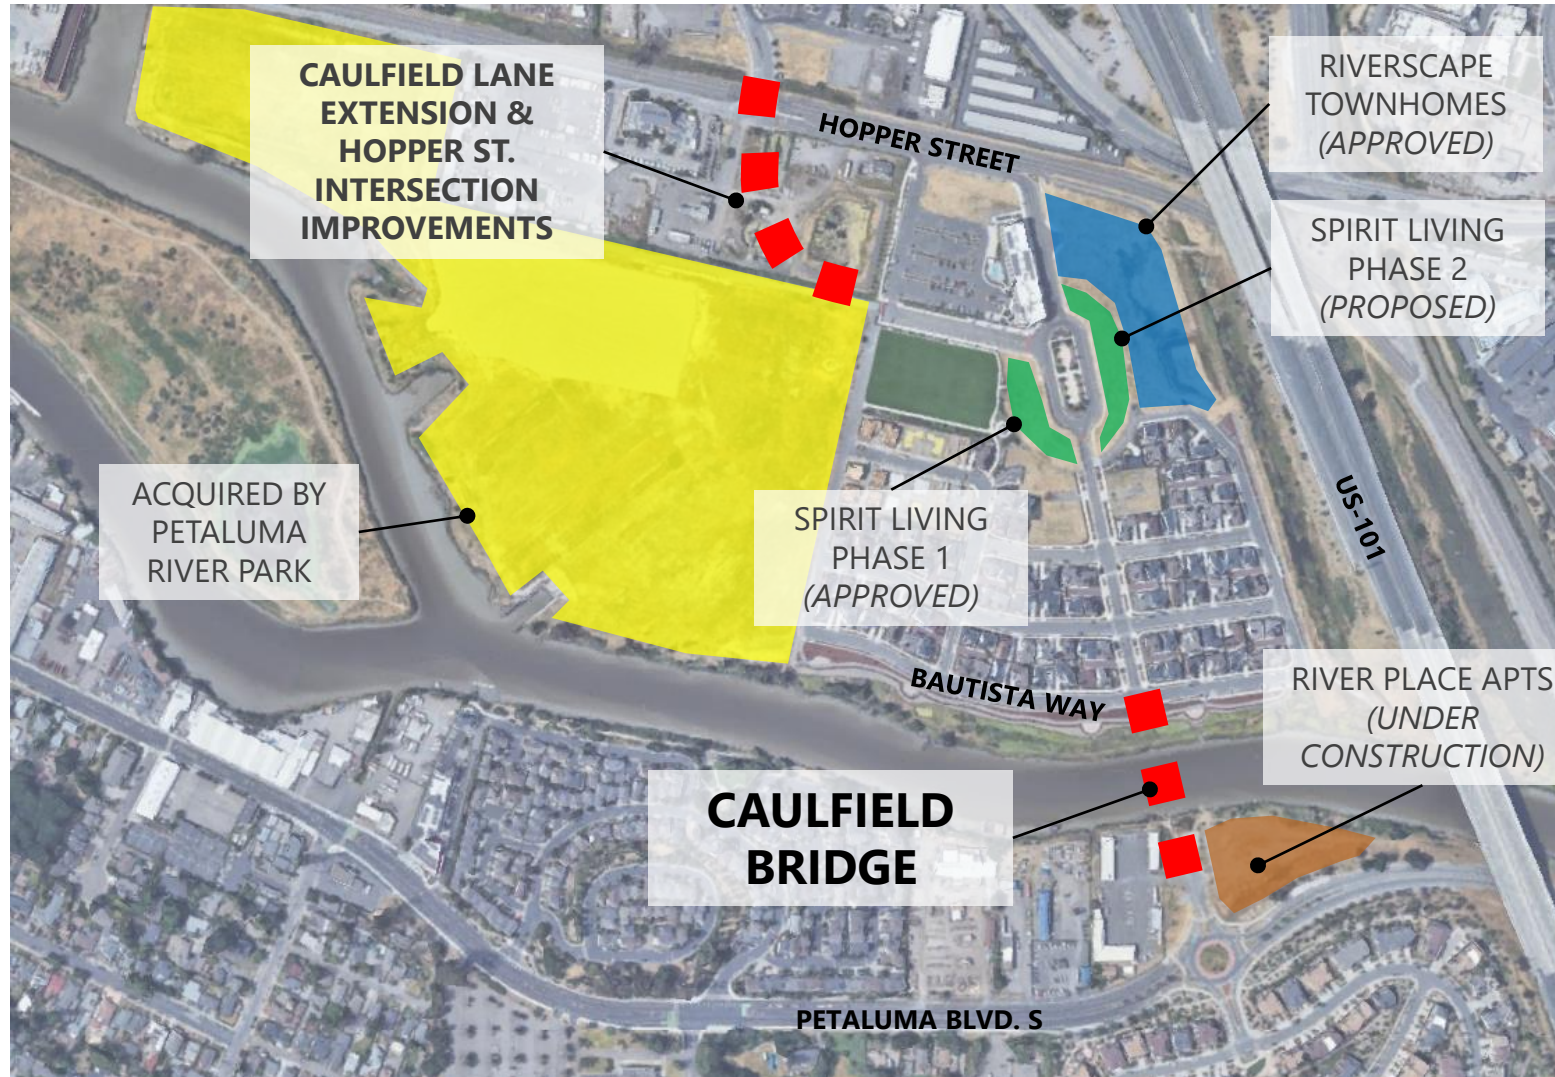 CAULFIELD LANE
EXTENSION &
HOPPER ST.
INTERSECTION
IMPROVEMENTS
HOPPER STREET
RIVERSCAPE
TOWNHOMES
(APPROVED)
SPIRIT LIVING
PHASE 2
(PROPOSED)
ACQUIRED BY
PETALUMA
RIVER PARK
SPIRIT LIVING
PHASE 1
(APPROVED)
US-101
BAUTISTA WAY
RIVER PLACE APTS
(UNDER
CONSTRUCTION)
CAULFIELD
BRIDGE
PETALUMA BLVD. S